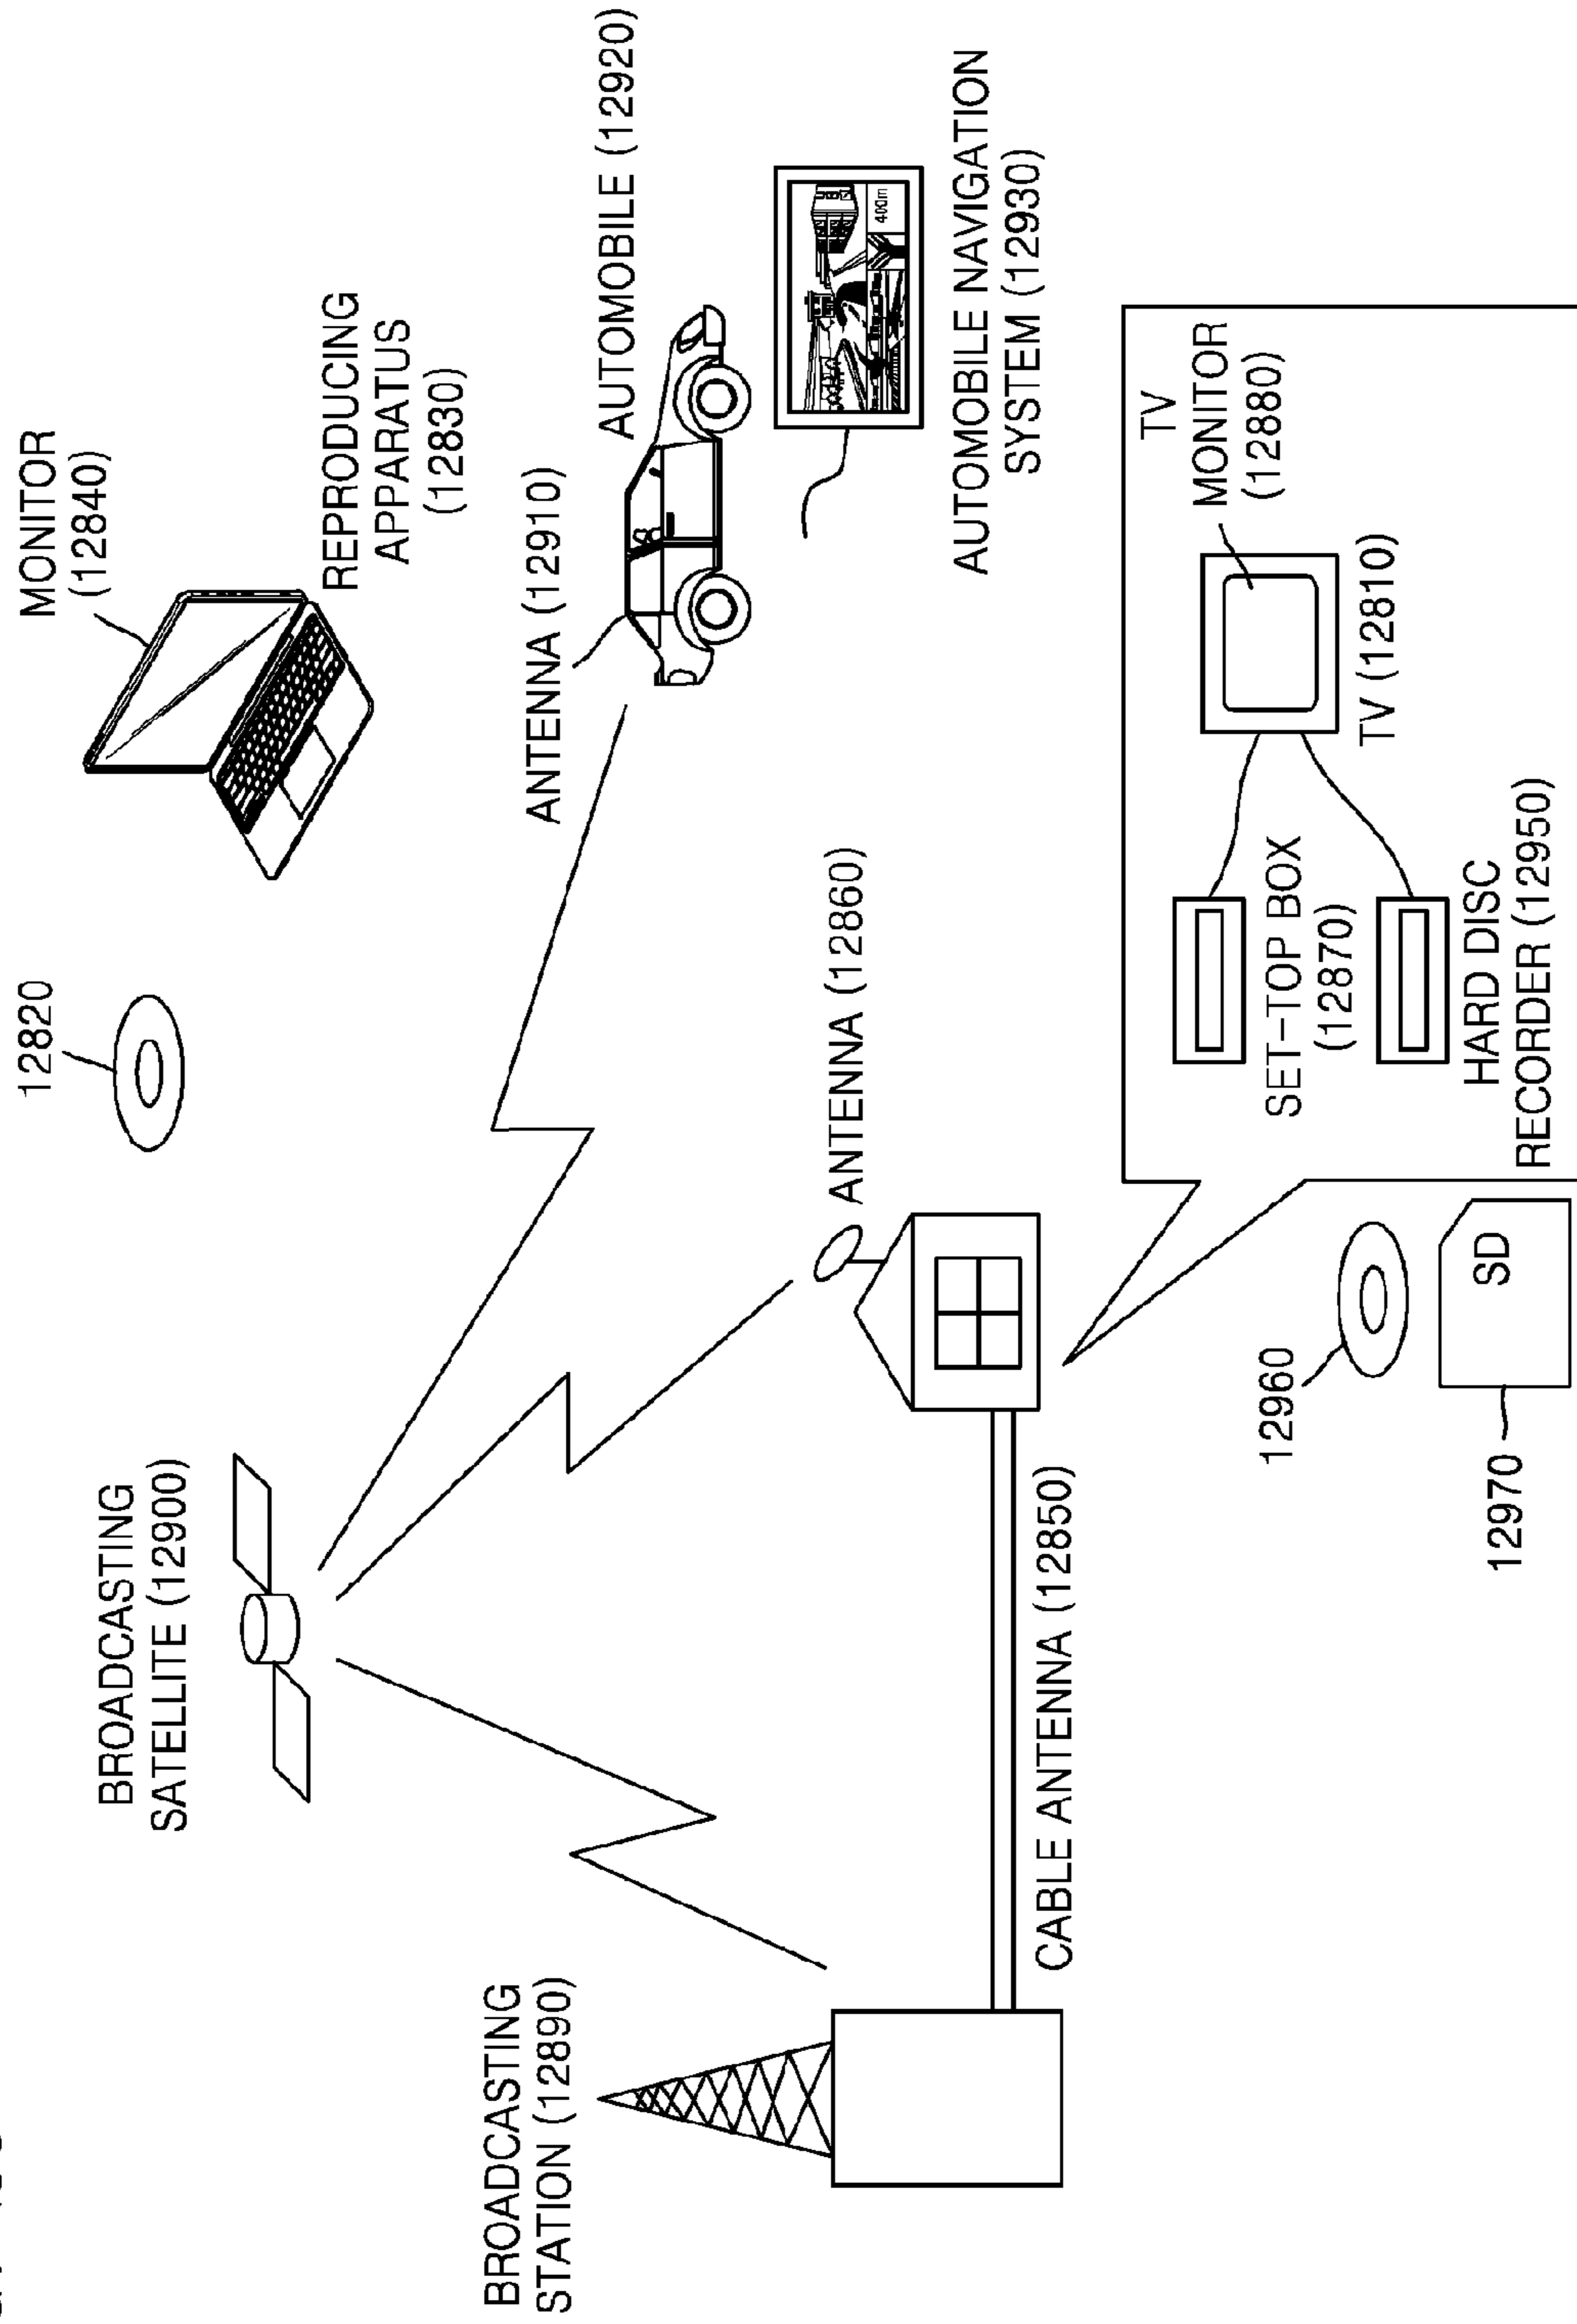 12820
MONITOR
(12840)
REPRODUCING
APPARATUS
(12830)
BROADCASTING
SATELLITE (12900)
ANTENNA (12910)
AUTOMOBILE (12920)
400m
AUTOMOBILE NAVIGATION
SYSTEM (12930)
BROADCASTING
STATION (12890)
ANTENNA (12860)
CABLE ANTENNA (12850)
TV
MONITOR
(12880)
TV (12810)
SET-TOP BOX
(12870)
HARD DISC
RECORDER (12950)
12960
SD
12970